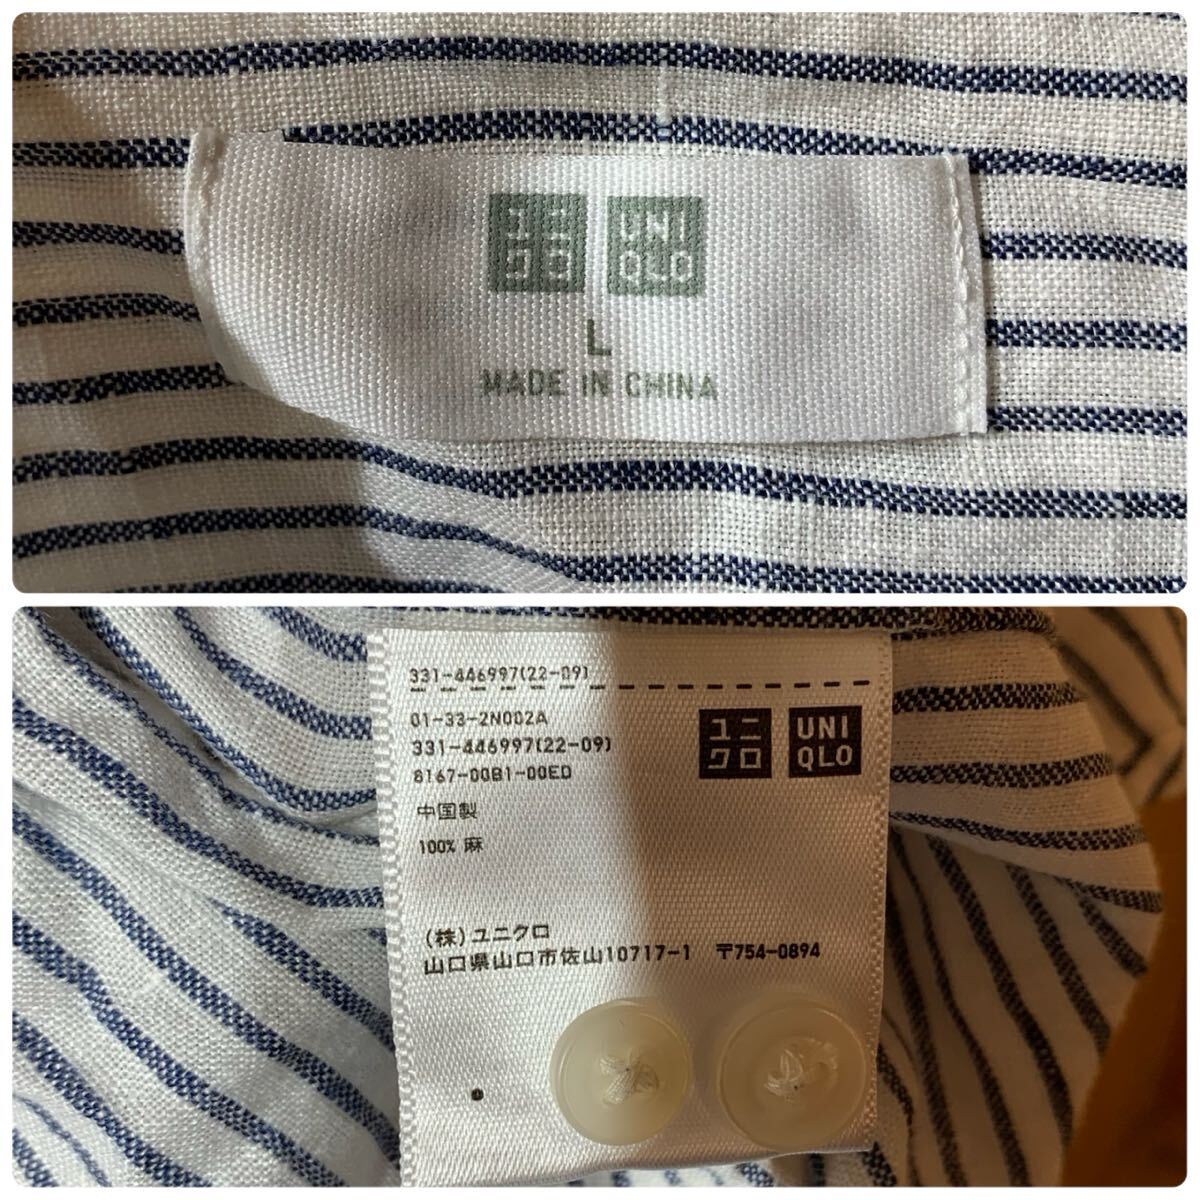 ユニ
クロ
UNI
QLO
L
MADE IN CHINA
331-446997(22-09)
01-33-2N002A
331-446997(22-09)
8167-00B1-00ED
中国製
100% 麻
ユニ
クロ
UNI
QLO
(株)ユニクロ
山口県山口市佐山10717-1 〒754-0894